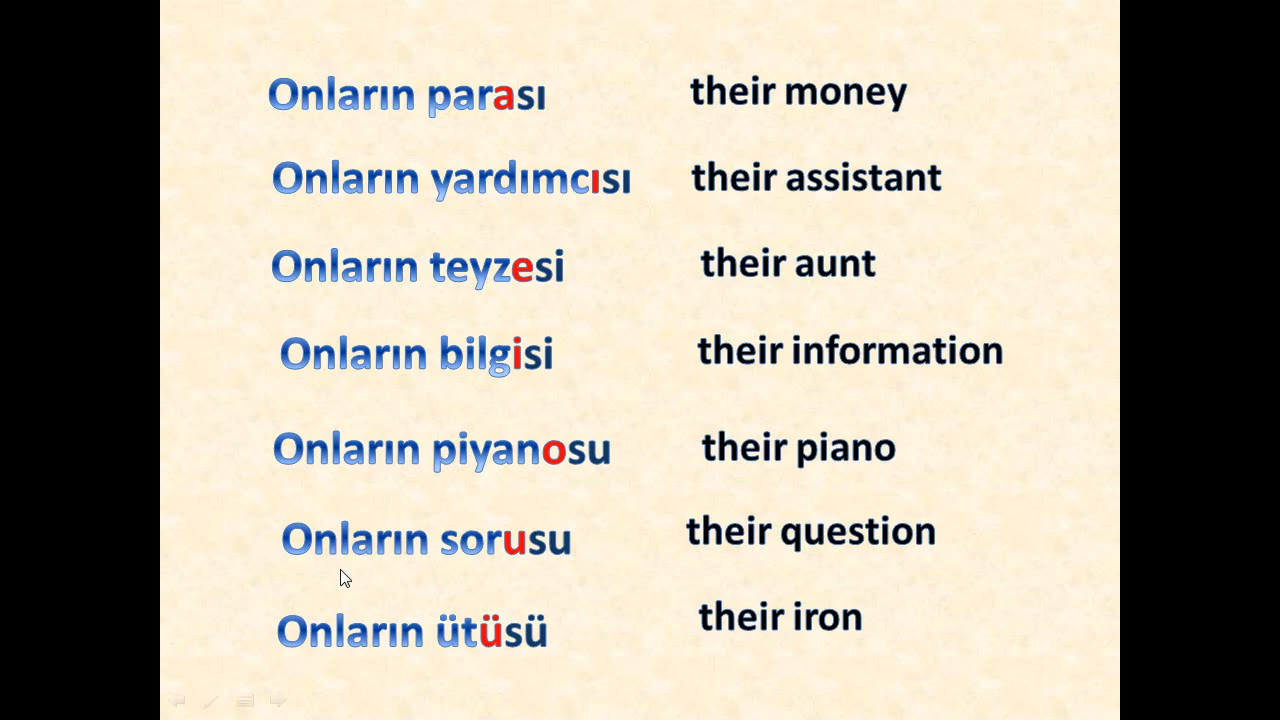 Onların parası their money
Onların yardımcısı their assistant
Onların teyzesi their aunt
Onların bilgisi their information
Onların piyanosu their piano
Onların sorusu their question
Onların ütüsü their iron